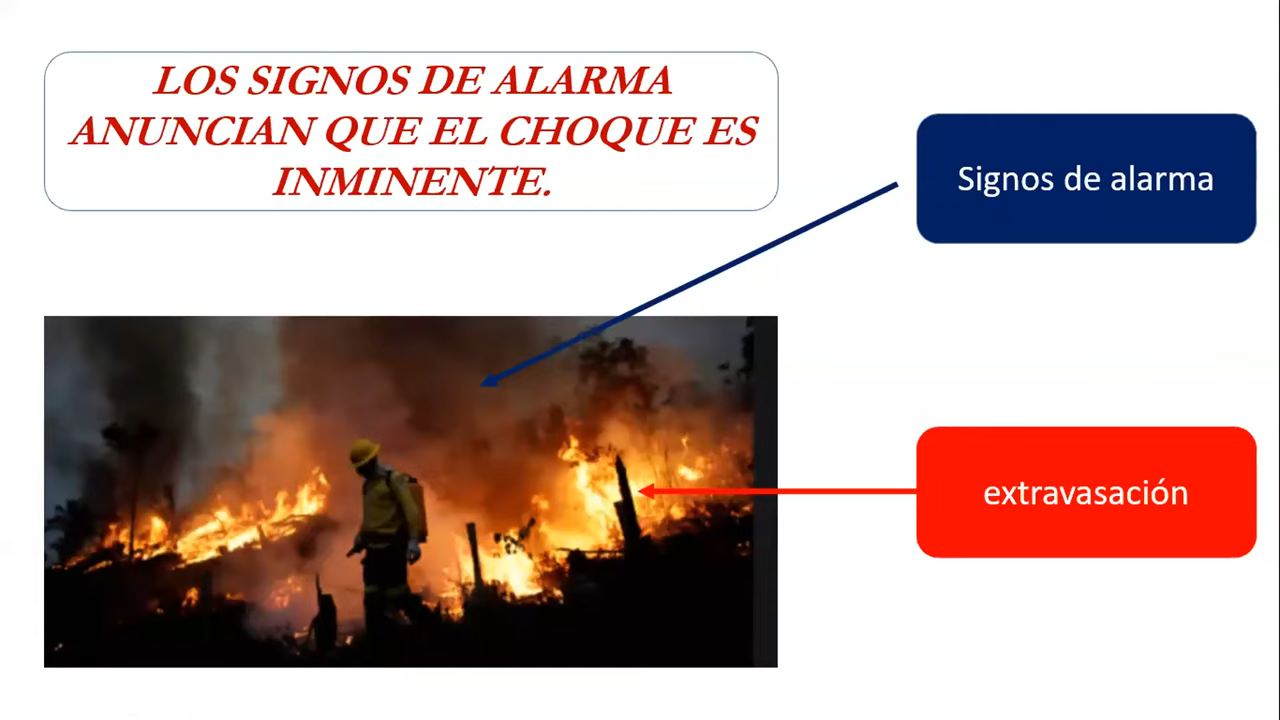 LOS SIGNOS DE ALARMA
ANUNCIAN QUE EL CHOQUE ES
INMINENTE.
Signos de alarma
extravasación